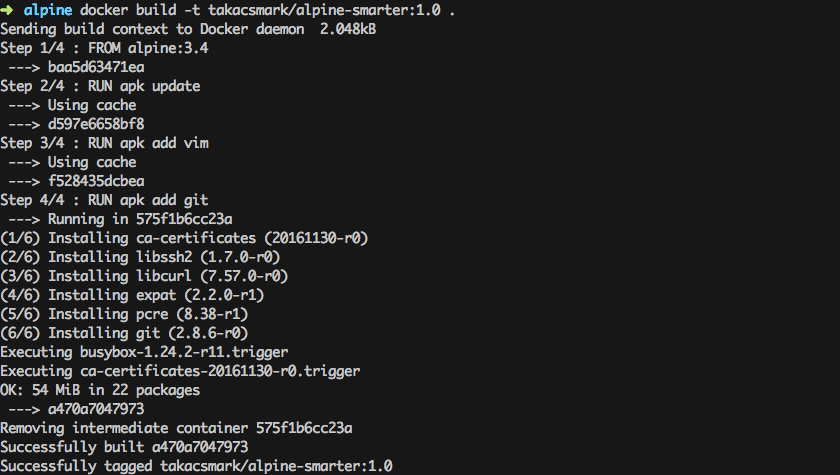 ➜ alpine docker build -t takacsmark/alpine-smarter:1.0 .
Sending build context to Docker daemon  2.048kB
Step 1/4 : FROM alpine:3.4
 ---> baa5d63471ea
Step 2/4 : RUN apk update
 ---> Using cache
 ---> d597e6658bf8
Step 3/4 : RUN apk add vim
 ---> Using cache
 ---> f528435dcbea
Step 4/4 : RUN apk add git
 ---> Running in 575f1b6cc23a
(1/6) Installing ca-certificates (20161130-r0)
(2/6) Installing libssh2 (1.7.0-r0)
(3/6) Installing libcurl (7.57.0-r0)
(4/6) Installing expat (2.2.0-r1)
(5/6) Installing pcre (8.38-r1)
(6/6) Installing git (2.8.6-r0)
Executing busybox-1.24.2-r11.trigger
Executing ca-certificates-20161130-r0.trigger
OK: 54 MiB in 22 packages
 ---> a470a7047973
Removing intermediate container 575f1b6cc23a
Successfully built a470a7047973
Successfully tagged takacsmark/alpine-smarter:1.0